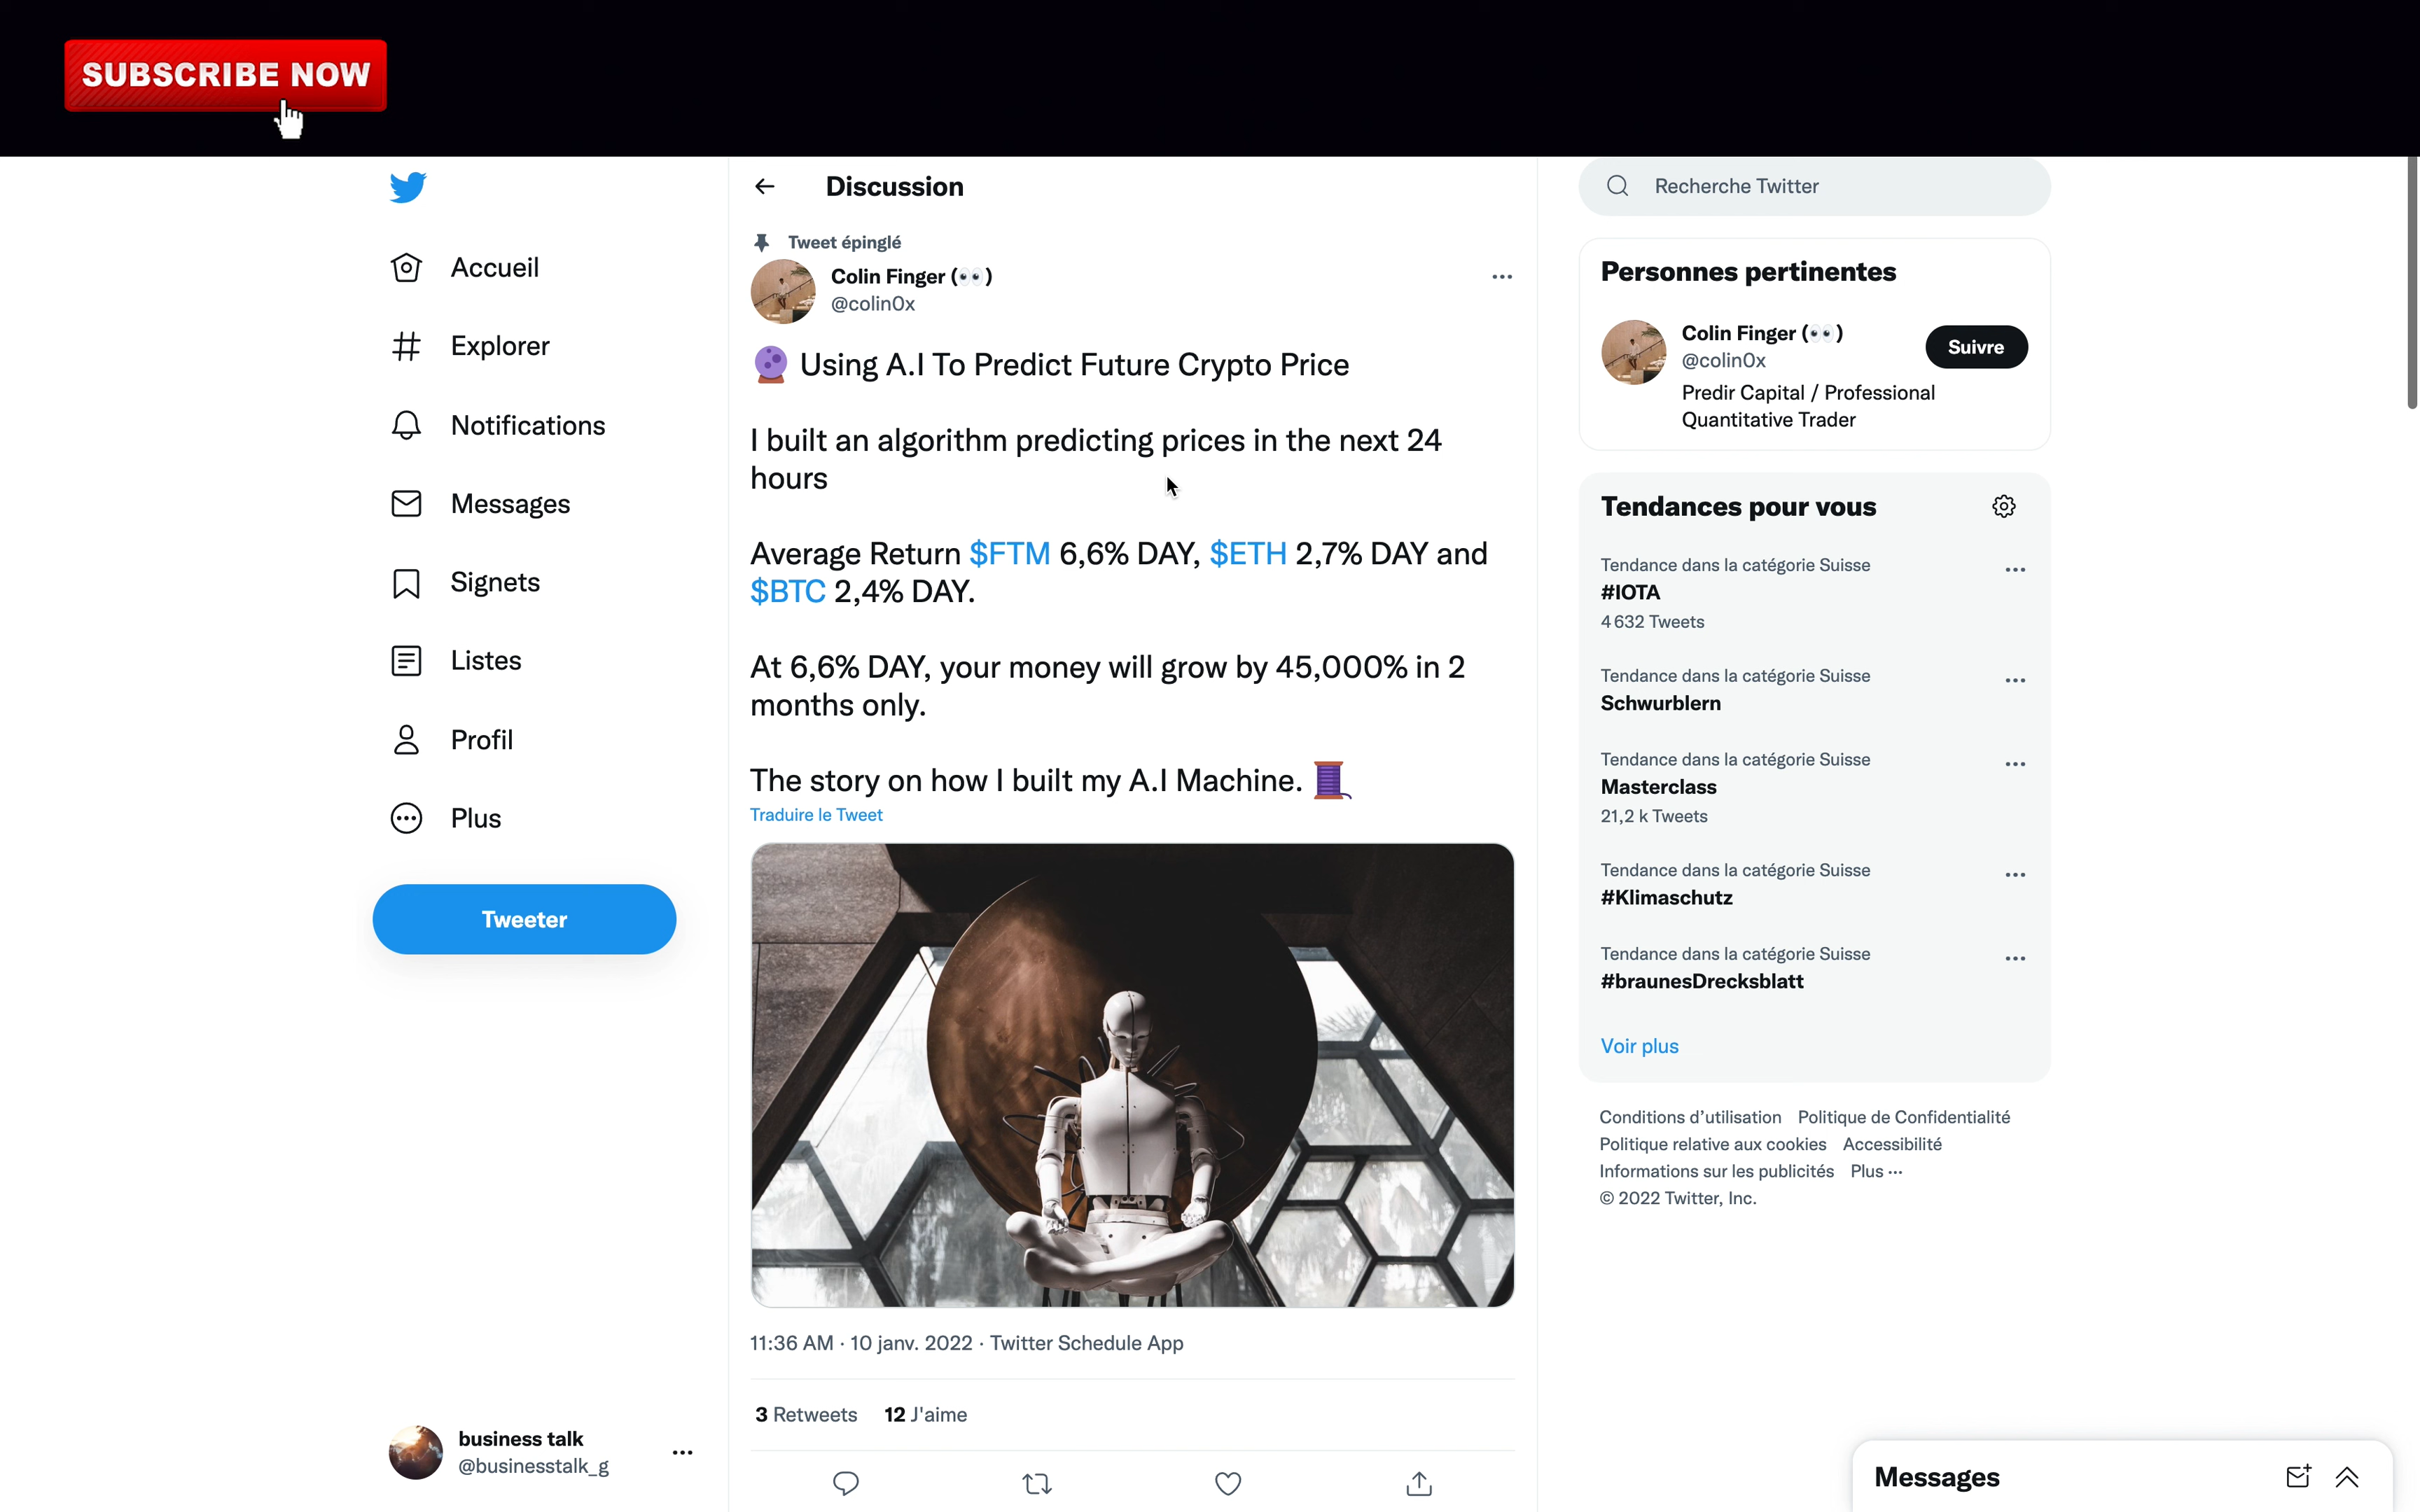 SUBSCRIBE NOW
Accueil
Explorer
Notifications
Messages
Signets
Listes
Profil
Plus
Tweeter
business talk
@businesstalk_g
Discussion
Tweet épinglé
Colin Finger (👀)
@colin0x
🔮 Using A.I To Predict Future Crypto Price
I built an algorithm predicting prices in the next 24
hours
Average Return $FTM 6,6% DAY, $ETH 2,7% DAY and
$BTC 2,4% DAY.
At 6,6% DAY, your money will grow by 45,000% in 2
months only.
The story on how I built my A.I Machine. 🧵
Traduire le Tweet
11:36 AM · 10 janv. 2022 · Twitter Schedule App
3 Retweets 12 J'aime
Recherche Twitter
Personnes pertinentes
Colin Finger (👀)
@colin0x
Suivre
Predir Capital / Professional
Quantitative Trader
Tendances pour vous
Tendance dans la catégorie Suisse
#IOTA
4 632 Tweets
Tendance dans la catégorie Suisse
Schwurblern
Tendance dans la catégorie Suisse
Masterclass
21,2 k Tweets
Tendance dans la catégorie Suisse
#Klimaschutz
Tendance dans la catégorie Suisse
#braunesDrecksblatt
Voir plus
Conditions d’utilisation Politique de Confidentialité
Politique relative aux cookies Accessibilité
Informations sur les publicités Plus ···
© 2022 Twitter, Inc.
Messages